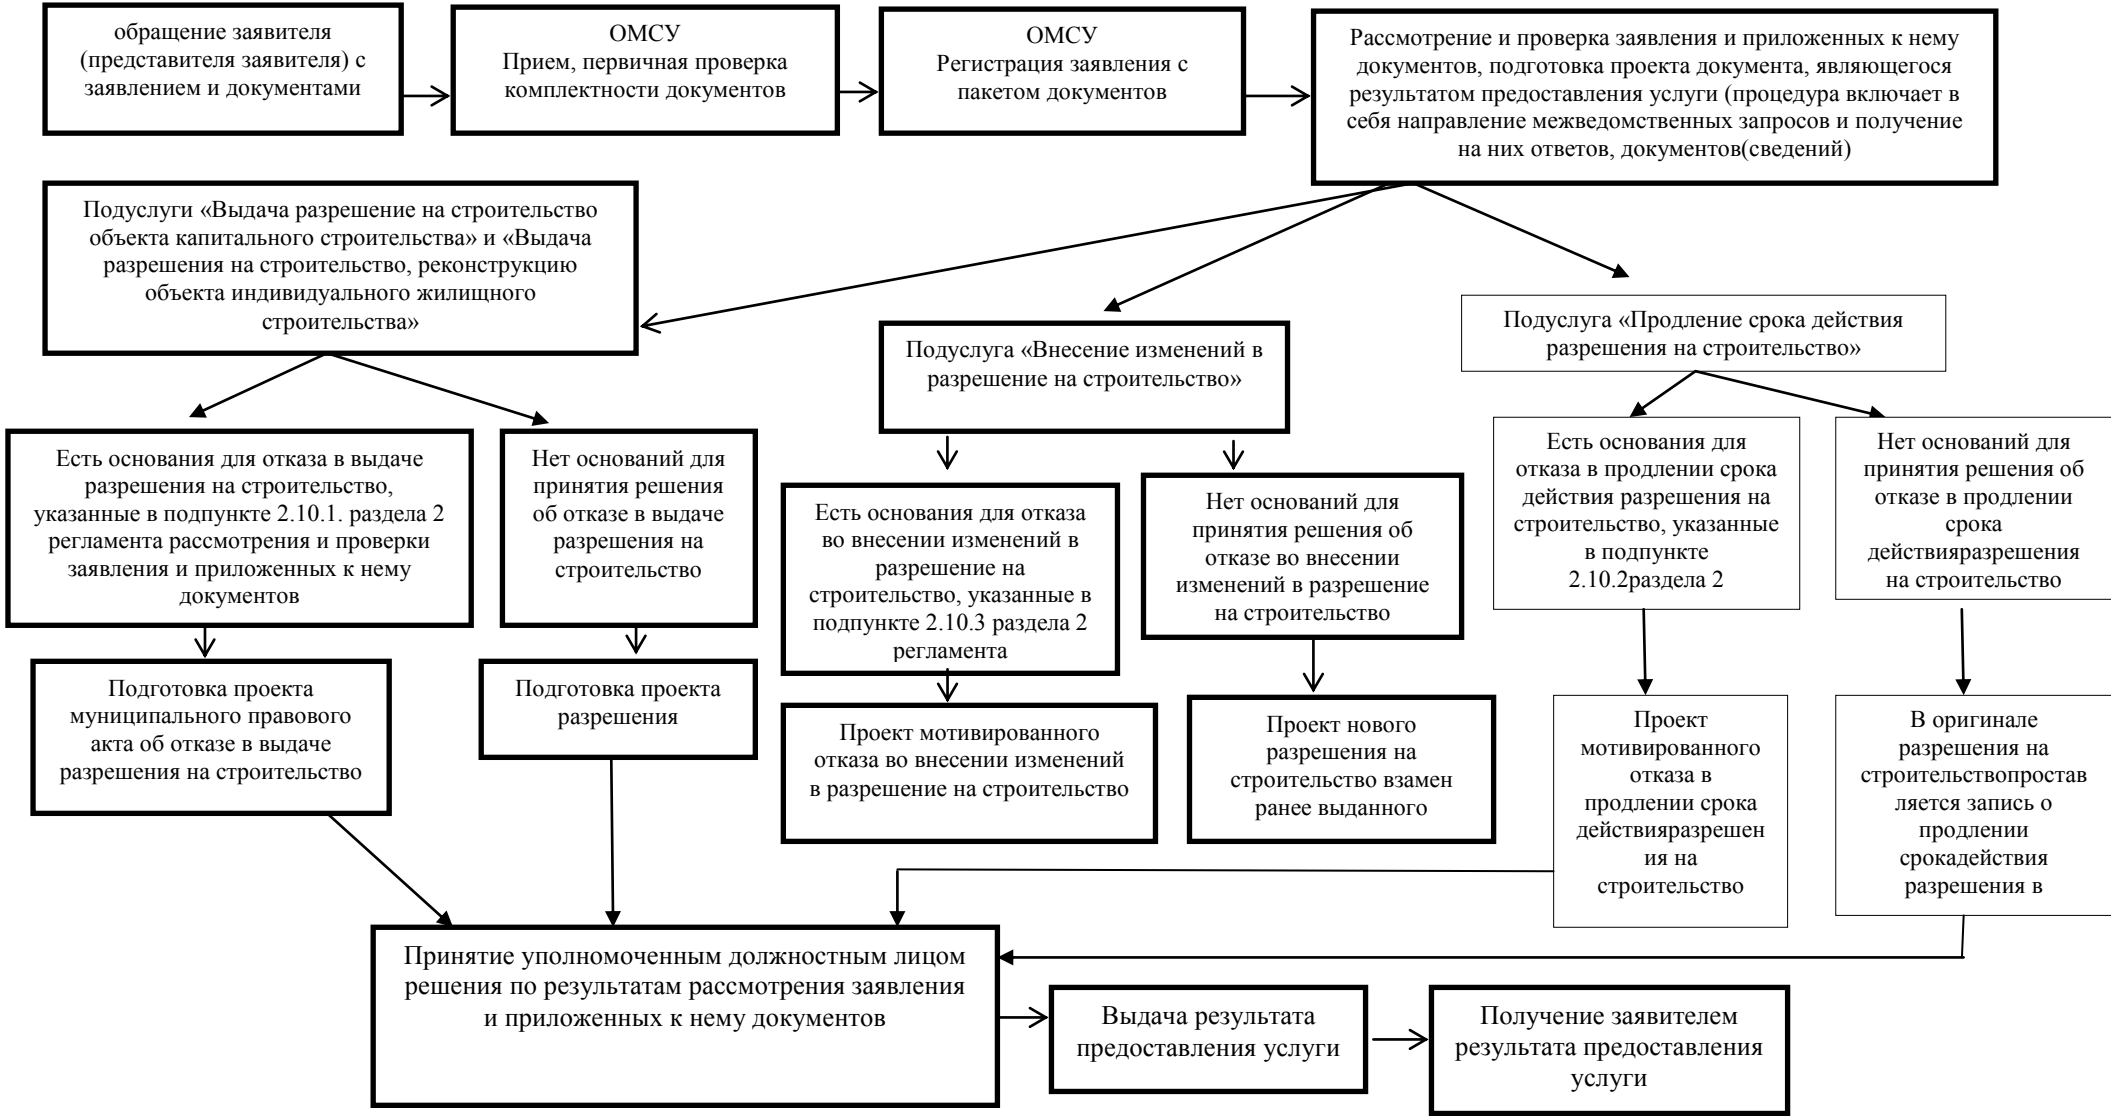 обращение заявителя
(представителя заявителя) с
заявлением и документами
ОМСУ
Прием, первичная проверка
комплектности документов
ОМСУ
Регистрация заявления с
пакетом документов
Рассмотрение и проверка заявления и приложенных к нему
документов, подготовка проекта документа, являющегося
результатом предоставления услуги (процедура включает в
себя направление межведомственных запросов и получение
на них ответов, документов(сведений)
Подуслуги «Выдача разрешение на строительство
объекта капитального строительства» и «Выдача
разрешения на строительство, реконструкцию
объекта индивидуального жилищного
строительства»
Подуслуга «Внесение изменений в
разрешение на строительство»
Подуслуга «Продление срока действия
разрешения на строительство»
Есть основания для отказа в выдаче
разрешения на строительство,
указанные в подпункте 2.10.1. раздела 2
регламента рассмотрения и проверки
заявления и приложенных к нему
документов
Нет оснований для
принятия решения
об отказе в выдаче
разрешения на
строительство
Есть основания для отказа
во внесении изменений в
разрешение на
строительство, указанные в
подпункте 2.10.3 раздела 2
регламента
Нет оснований для
принятия решения об
отказе во внесении
изменений в разрешение
на строительство
Есть основания для
отказа в продлении срока
действия разрешения на
строительство, указанные
в подпункте
2.10.2раздела 2
Нет оснований для
принятия решения об
отказе в продлении
срока
действияразрешения
на строительство
Подготовка проекта
муниципального правового
акта об отказе в выдаче
разрешения на строительство
Подготовка проекта
разрешения
Проект мотивированного
отказа во внесении изменений
в разрешение на строительство
Проект нового
разрешения на
строительство взамен
ранее выданного
Проект
мотивированного
отказа в
продлении срока
действияразрешен
ия на
строительство
В оригинале
разрешения на
строительствопростав
ляется запись о
продлении
срокадействия
разрешения в
Принятие уполномоченным должностным лицом
решения по результатам рассмотрения заявления
и приложенных к нему документов
Выдача результата
предоставления услуги
Получение заявителем
результата предоставления
услуги